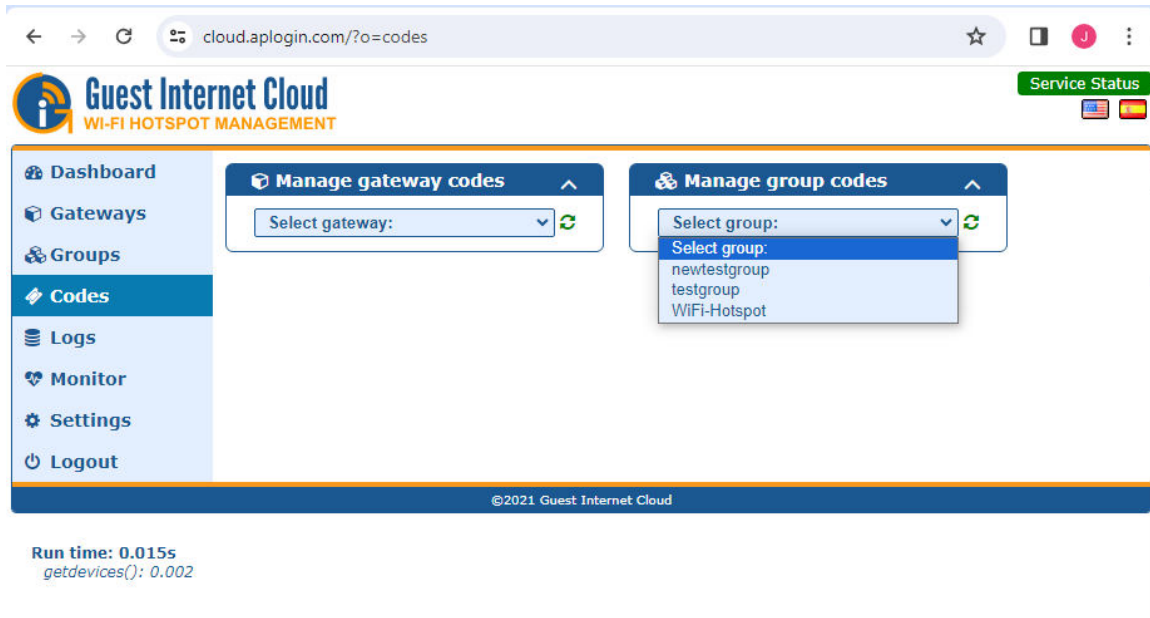 cloud.aplogin.com/?o=codes
J
Guest Internet Cloud
WI-FI HOTSPOT MANAGEMENT
Service Status
Dashboard
Gateways
Groups
Codes
Logs
Monitor
Settings
Logout
Manage gateway codes
Select gateway:
Manage group codes
Select group:
Select group:
newtestgroup
testgroup
WiFi-Hotspot
©2021 Guest Internet Cloud
Run time: 0.015s
getdevices(): 0.002